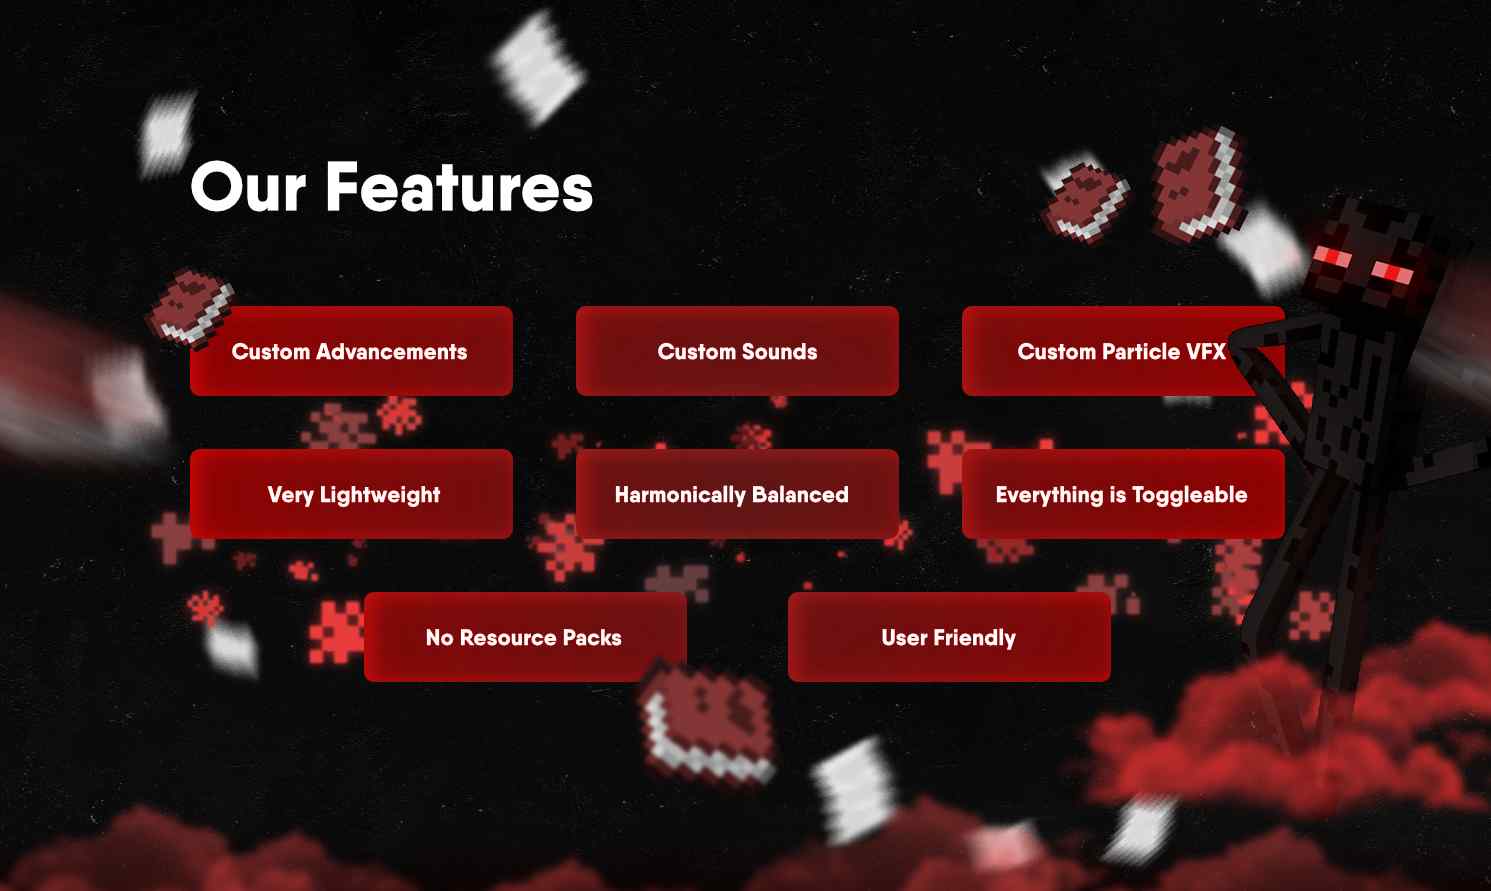 Our Features
Custom Advancements
Custom Sounds
Custom Particle VFX
Very Lightweight
Harmonically Balanced
Everything is Toggleable
No Resource Packs
User Friendly